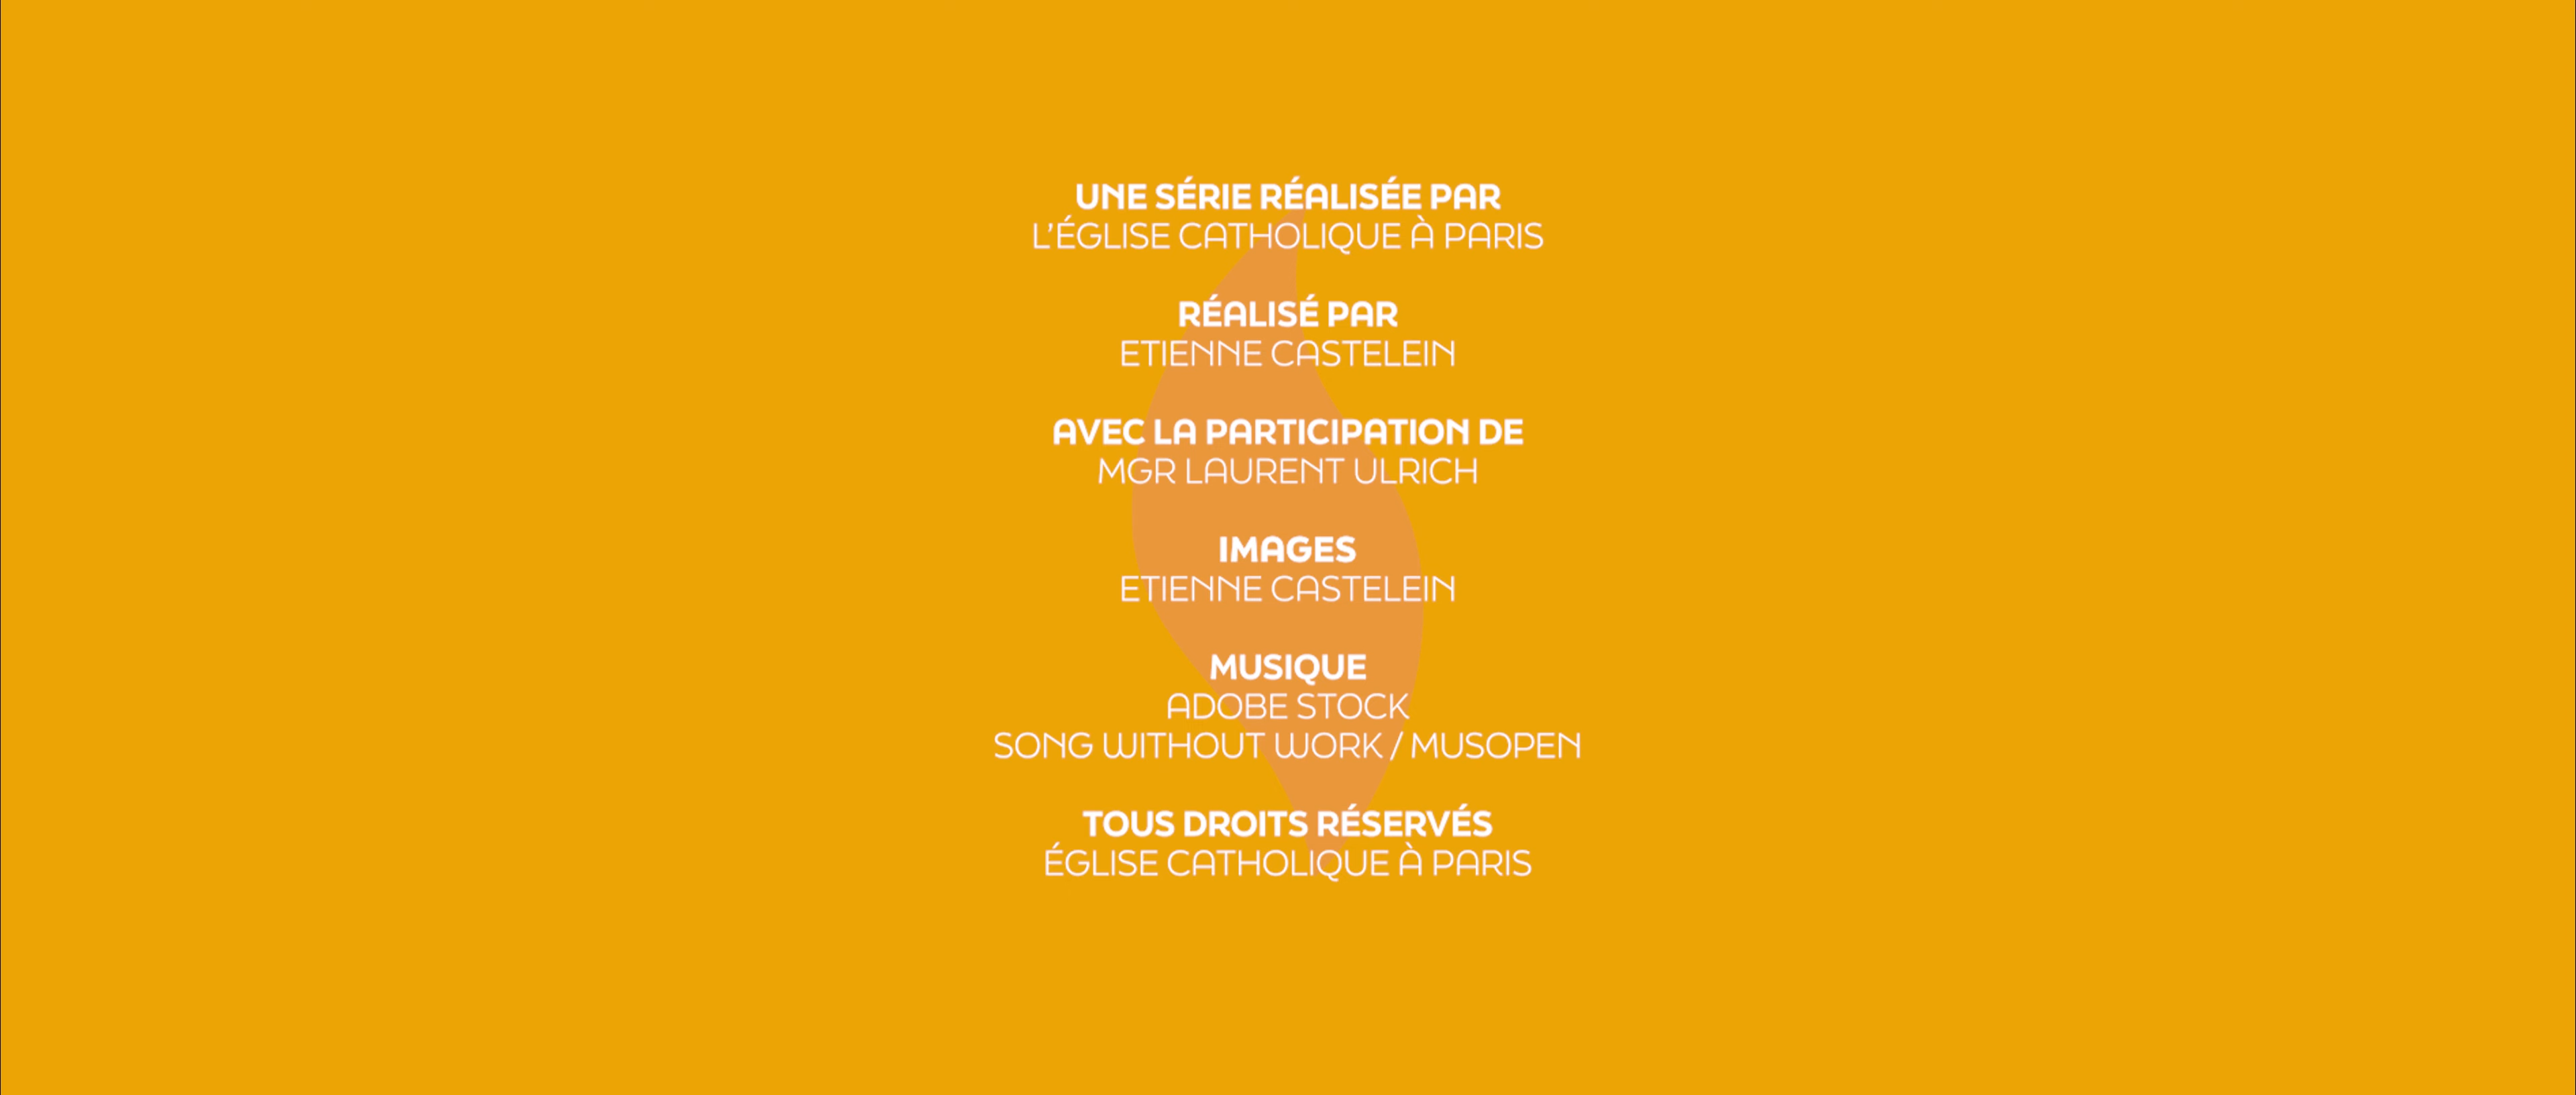 UNE SÉRIE RÉALISÉE PAR
L'ÉGLISE CATHOLIQUE À PARIS
RÉALISÉ PAR
ETIENNE CASTELEIN
AVEC LA PARTICIPATION DE
MGR LAURENT ULRICH
IMAGES
ETIENNE CASTELEIN
MUSIQUE
ADOBE STOCK
SONG WITHOUT WORK / MUSOPEN
TOUS DROITS RÉSERVÉS
ÉGLISE CATHOLIQUE À PARIS